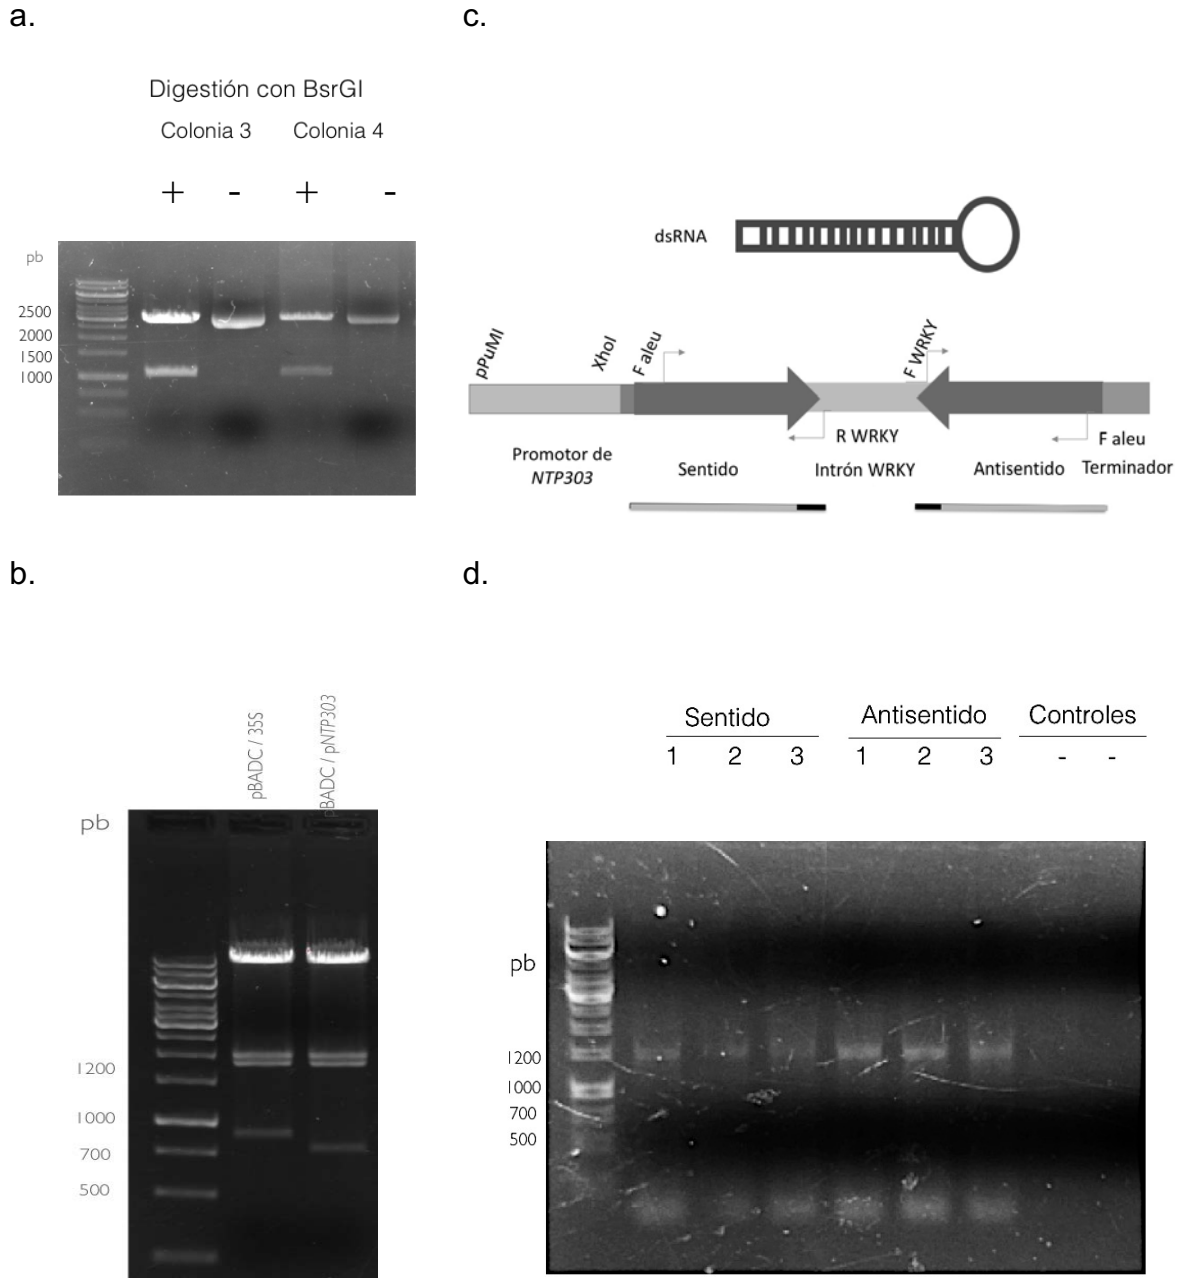 a.
Digestión con BsrGI
Colonia 3 Colonia 4
+ - + -
pb
2500
2000
1500
1000
c.
dsRNA
pPuMI
XhoI
F aleu
F WRKY
R WRKY
F aleu
Promotor de
NTP303
Sentido
Intrón WRKY
Antisentido
Terminador
b.
pBADC / 35S
pBADC / pNTP303
pb
1200
1000
700
500
d.
Sentido Antisentido Controles
1 2 3 1 2 3 - -
pb
1200
1000
700
500